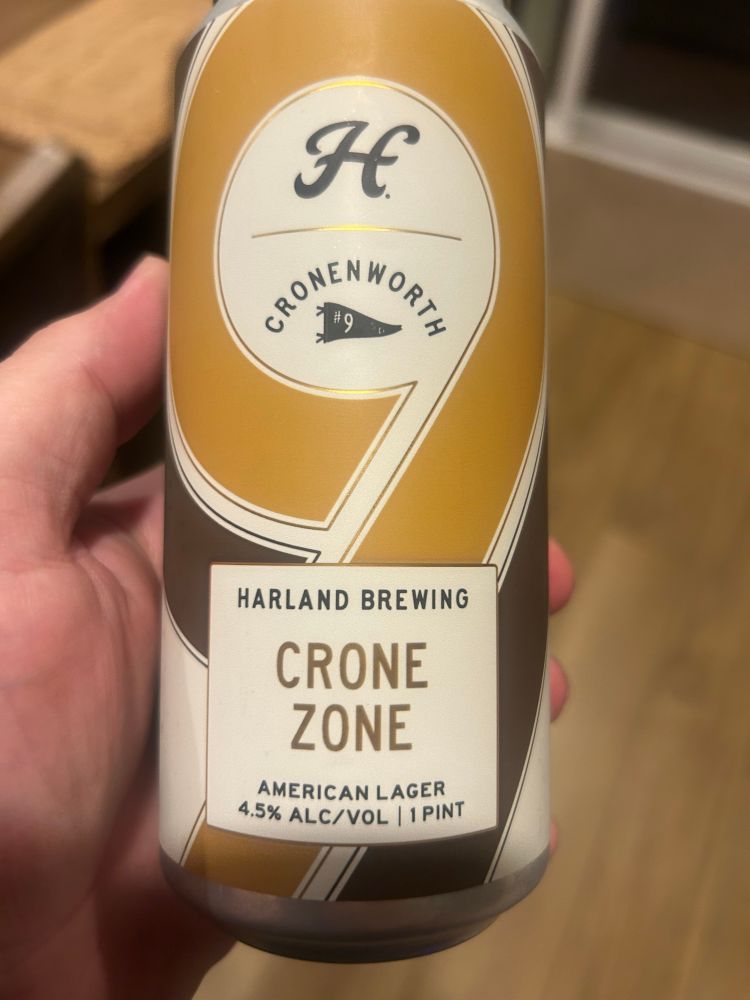 H.
CRONENWORTH
#9
HARLAND BREWING
CRONE
ZONE
AMERICAN LAGER
4.5% ALC/VOL | 1 PINT